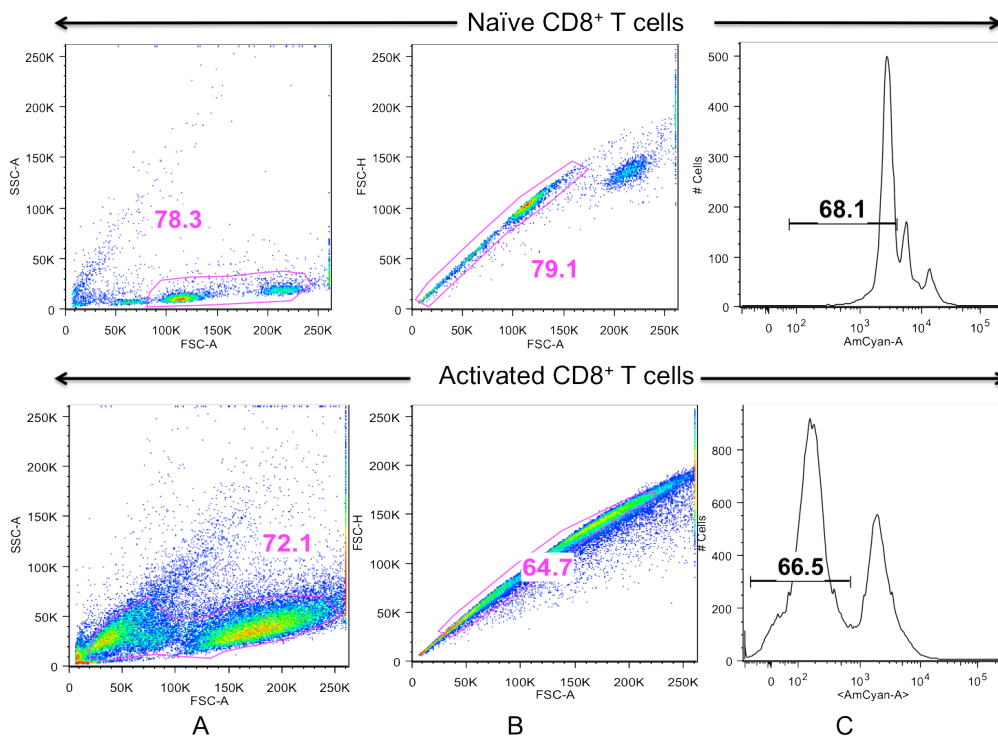 Naïve CD8+ T cells
250K
200K
150K
100K
50K
0
SSC-A
78.3
0 50K 100K 150K 200K 250K
FSC-A
250K
200K
150K
100K
50K
0
FSC-H
79.1
0 50K 100K 150K 200K 250K
FSC-A
500
400
300
200
100
0
# Cells
68.1
0 10² 10³ 10⁴ 10⁵
AmCyan-A
Activated CD8+ T cells
250K
200K
150K
100K
50K
0
SSC-A
72.1
0 50K 100K 150K 200K 250K
FSC-A
250K
200K
150K
100K
50K
0
FSC-H
64.7
0 50K 100K 150K 200K 250K
FSC-A
800
600
400
200
0
# Cells
66.5
0 10² 10³ 10⁴ 10⁵
<AmCyan-A>
A B C